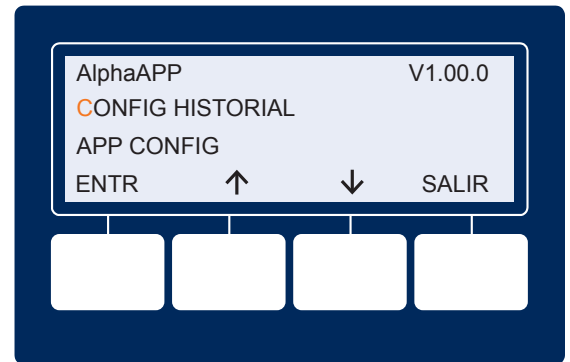 AlphaAPP V1.00.0
CONFIG HISTORIAL
APP CONFIG
ENTR ↑ ↓ SALIR